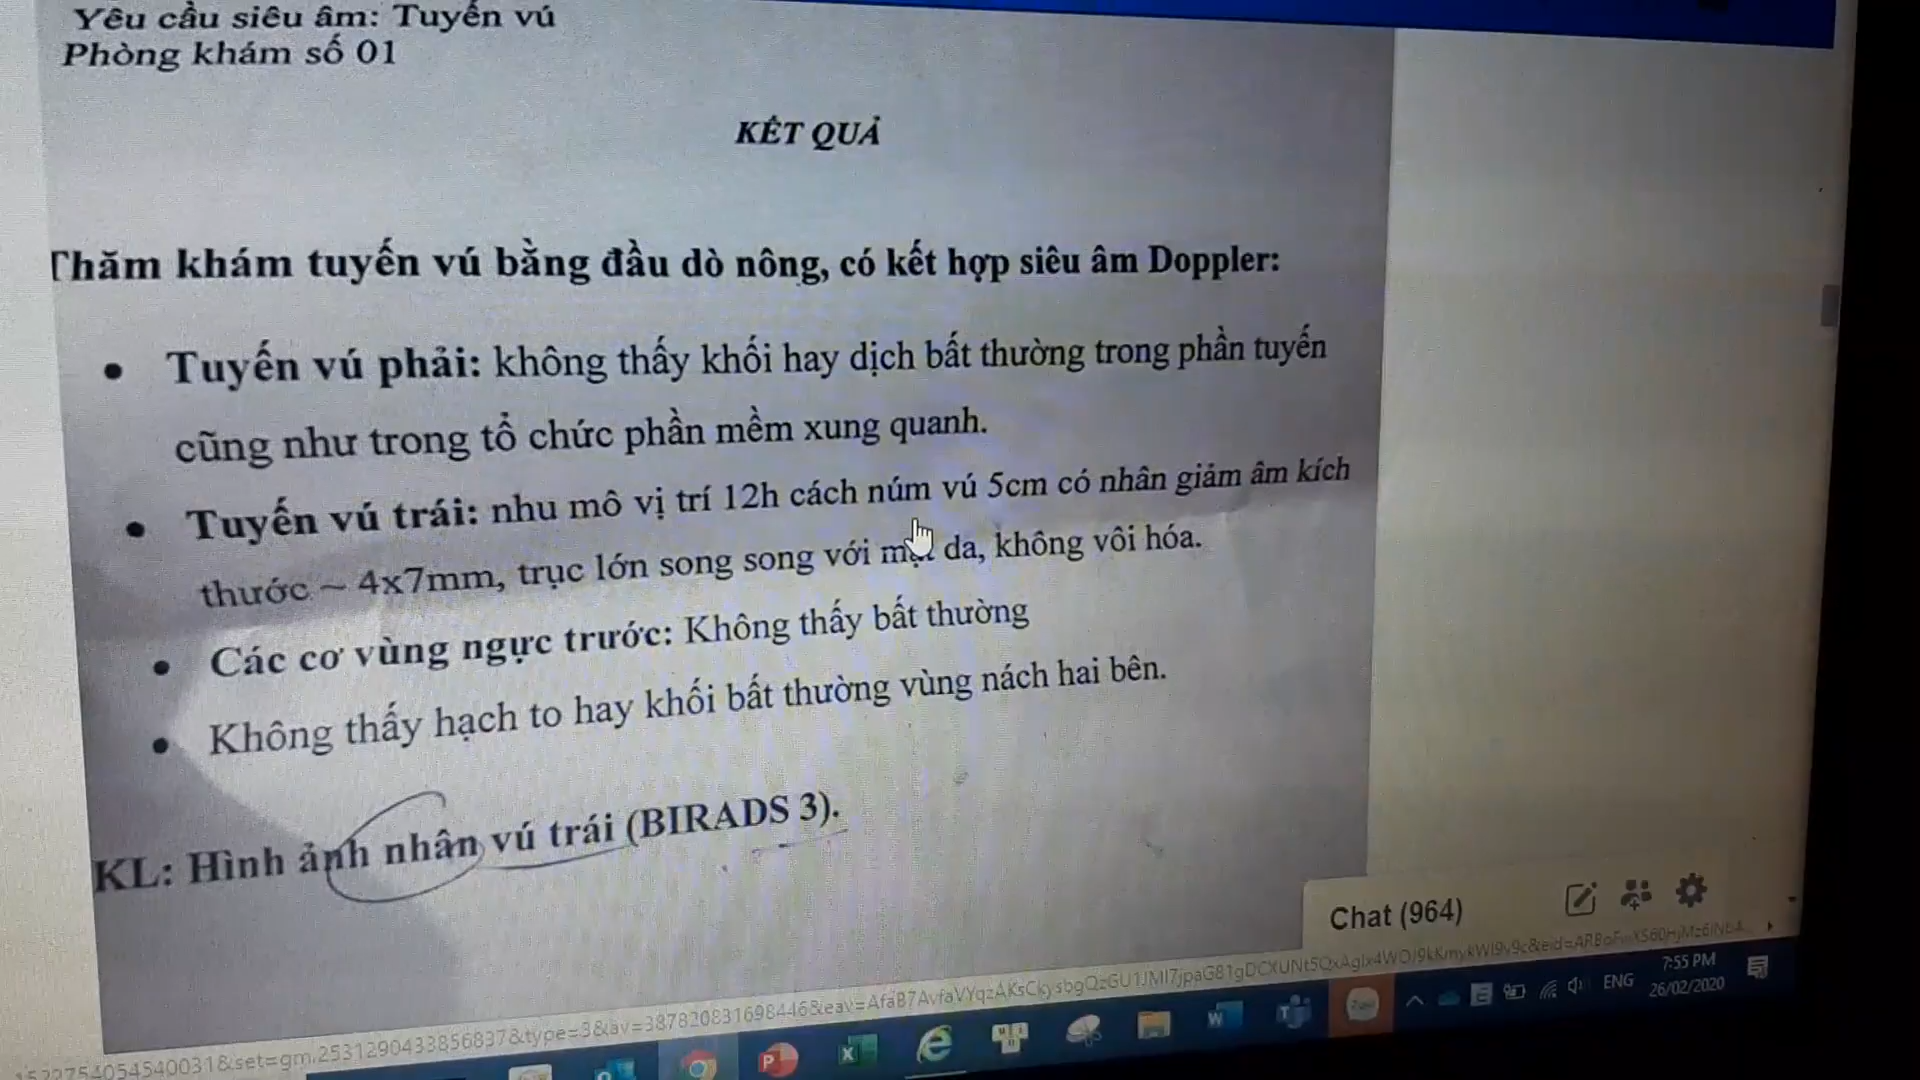 Yêu cầu siêu âm: Tuyến vú
Phòng khám số 01
KẾT QUẢ
Thăm khám tuyến vú bằng đầu dò nông, có kết hợp siêu âm Doppler:
• Tuyến vú phải: không thấy khối hay dịch bất thường trong phần tuyến
cũng như trong tổ chức phần mềm xung quanh.
• Tuyến vú trái: nhu mô vị trí 12h cách núm vú 5cm có nhân giảm âm kích
thước ~ 4x7mm, trục lớn song song với mặt da, không vôi hóa.
• Các cơ vùng ngực trước: Không thấy bất thường
• Không thấy hạch to hay khối bất thường vùng nách hai bên.
KL: Hình ảnh nhân vú trái (BIRADS 3).
Chat (964)
ENG
7:55 PM
26/02/2020